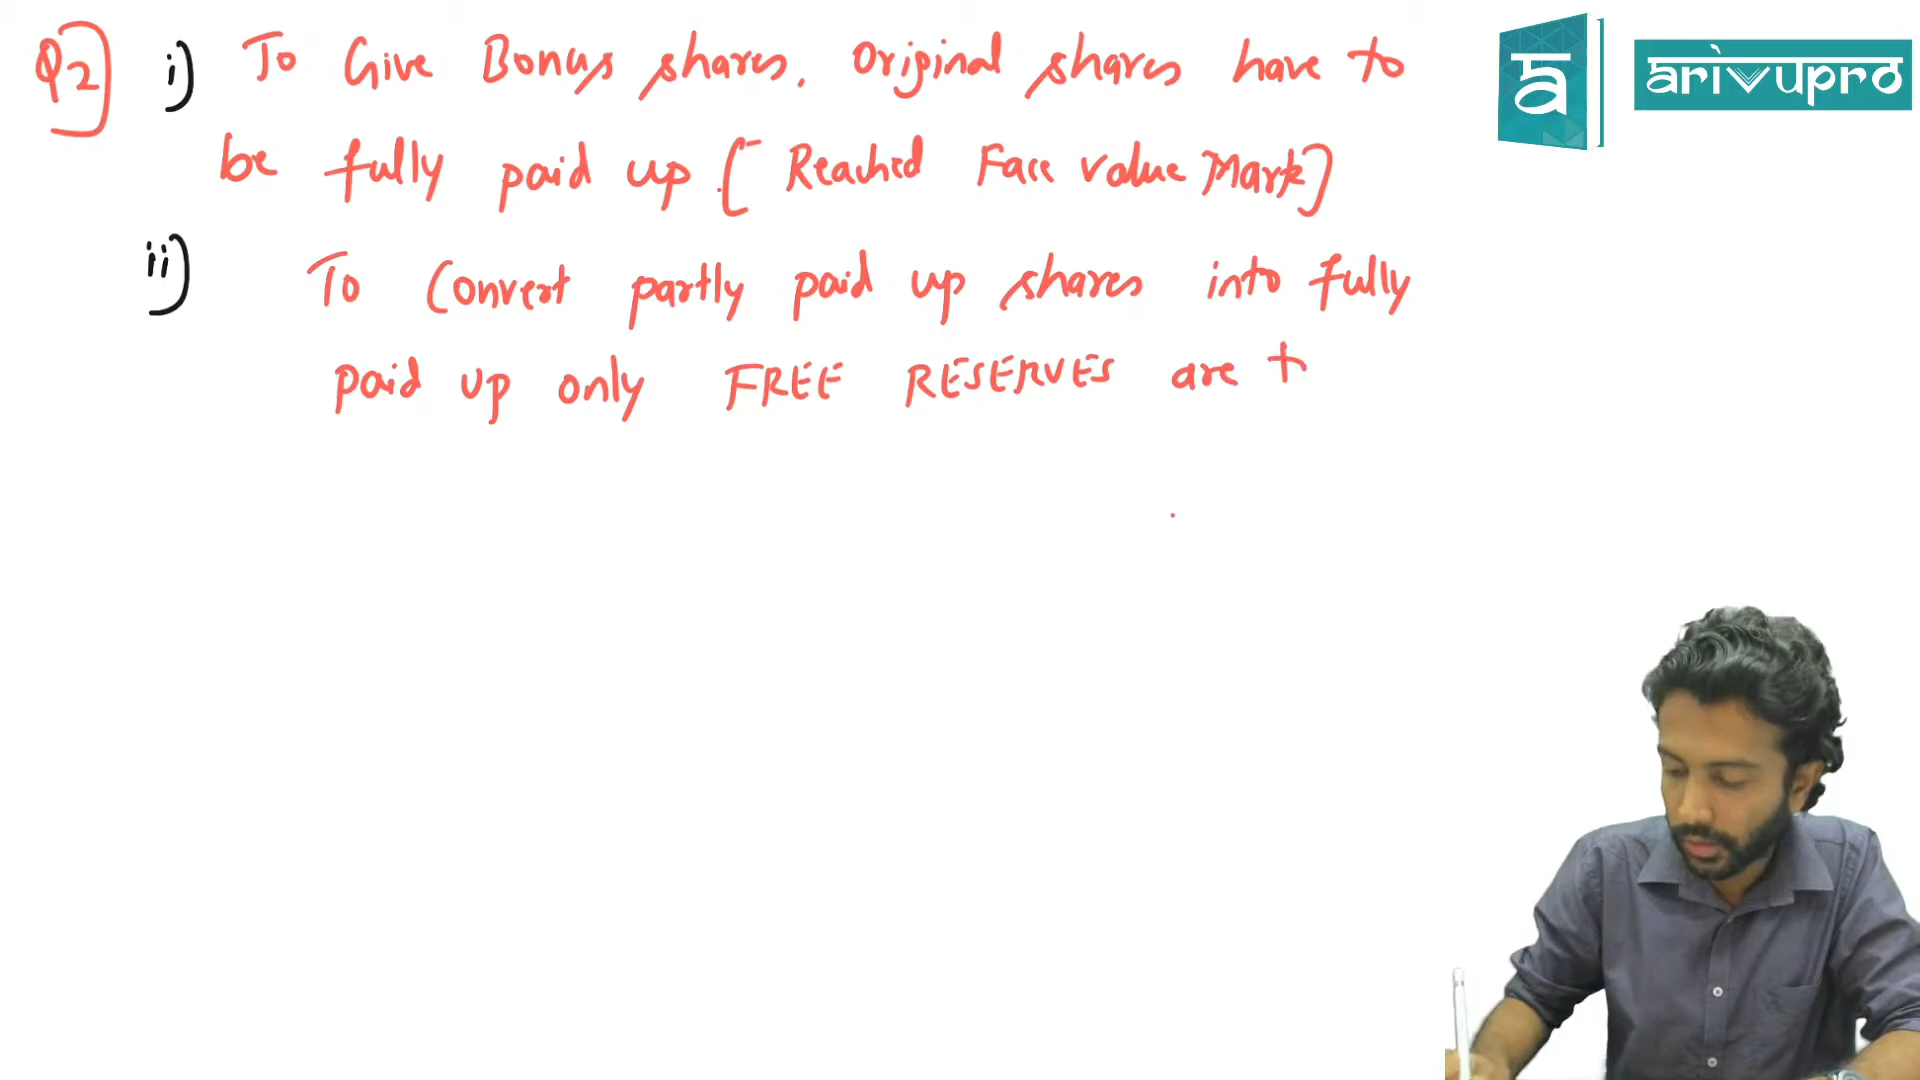 Q2] i) To Give Bonus shares. Original shares have to
be fully paid up [Reached Face value Mark]
ii) To Convert partly paid up shares into fully
paid up only FREE RESERVES are t
a
arivupro